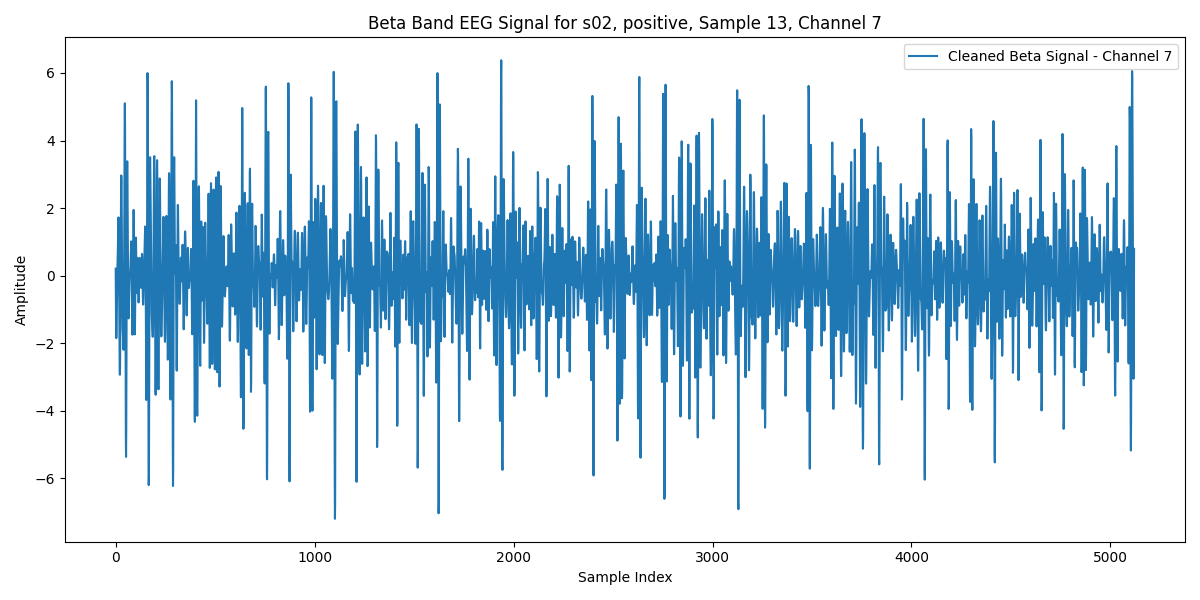 Beta Band EEG Signal for s02, positive, Sample 13, Channel 7
Cleaned Beta Signal - Channel 7
6
4
2
0
−2
−4
−6
Amplitude
0 1000 2000 3000 4000 5000
Sample Index